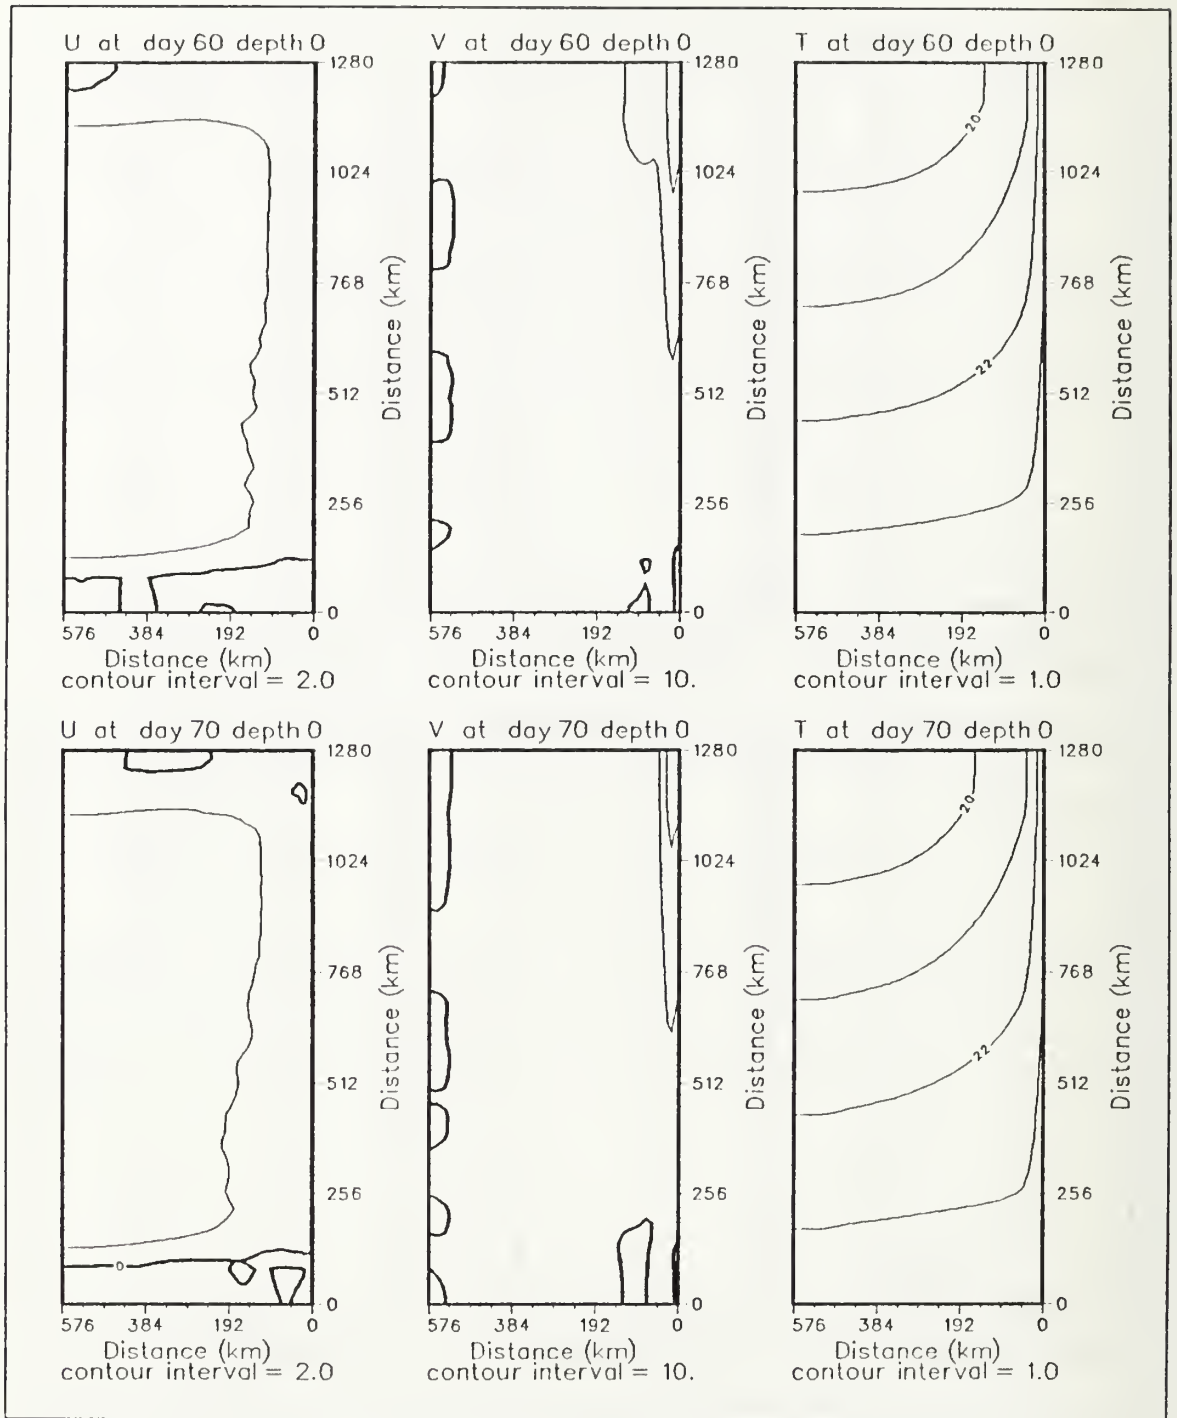 U at day 60 depth 0
V at day 60 depth 0
T at day 60 depth 0
1280
1024
768
512
256
0
Distance (km)
576 384 192 0
Distance (km)
contour interval = 2.0
1280
1024
768
512
256
0
Distance (km)
576 384 192 0
Distance (km)
contour interval = 10.
20
22
1280
1024
768
512
256
0
Distance (km)
576 384 192 0
Distance (km)
contour interval = 1.0
U at day 70 depth 0
V at day 70 depth 0
T at day 70 depth 0
0
1280
1024
768
512
256
0
Distance (km)
576 384 192 0
Distance (km)
contour interval = 2.0
1280
1024
768
512
256
0
Distance (km)
576 384 192 0
Distance (km)
contour interval = 10.
20
22
1280
1024
768
512
256
0
Distance (km)
576 384 192 0
Distance (km)
contour interval = 1.0